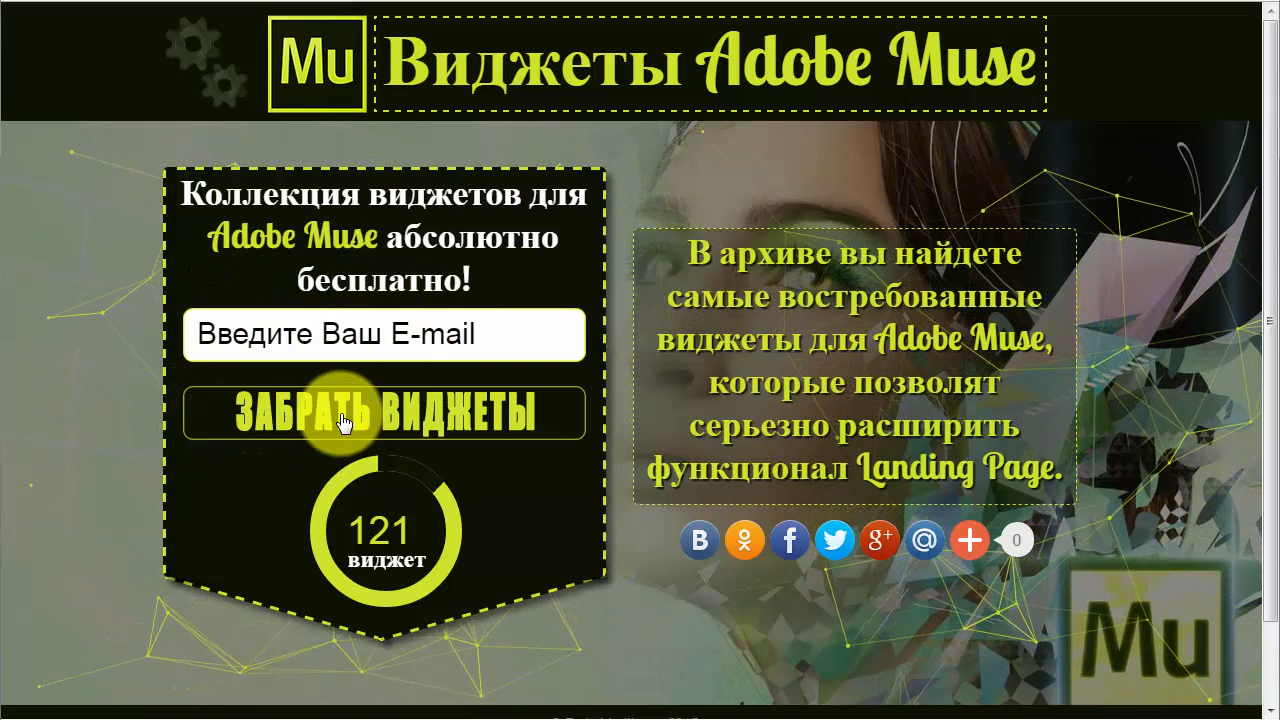 Mu
Виджеты Adobe Muse
Коллекция виджетов для
Adobe Muse абсолютно
бесплатно!
Введите Ваш E-mail
ЗАБРАТЬ ВИДЖЕТЫ
121
виджет
В архиве вы найдете
самые востребованные
виджеты для Adobe Muse,
которые позволят
серьезно расширить
функционал Landing Page.
0
Mu